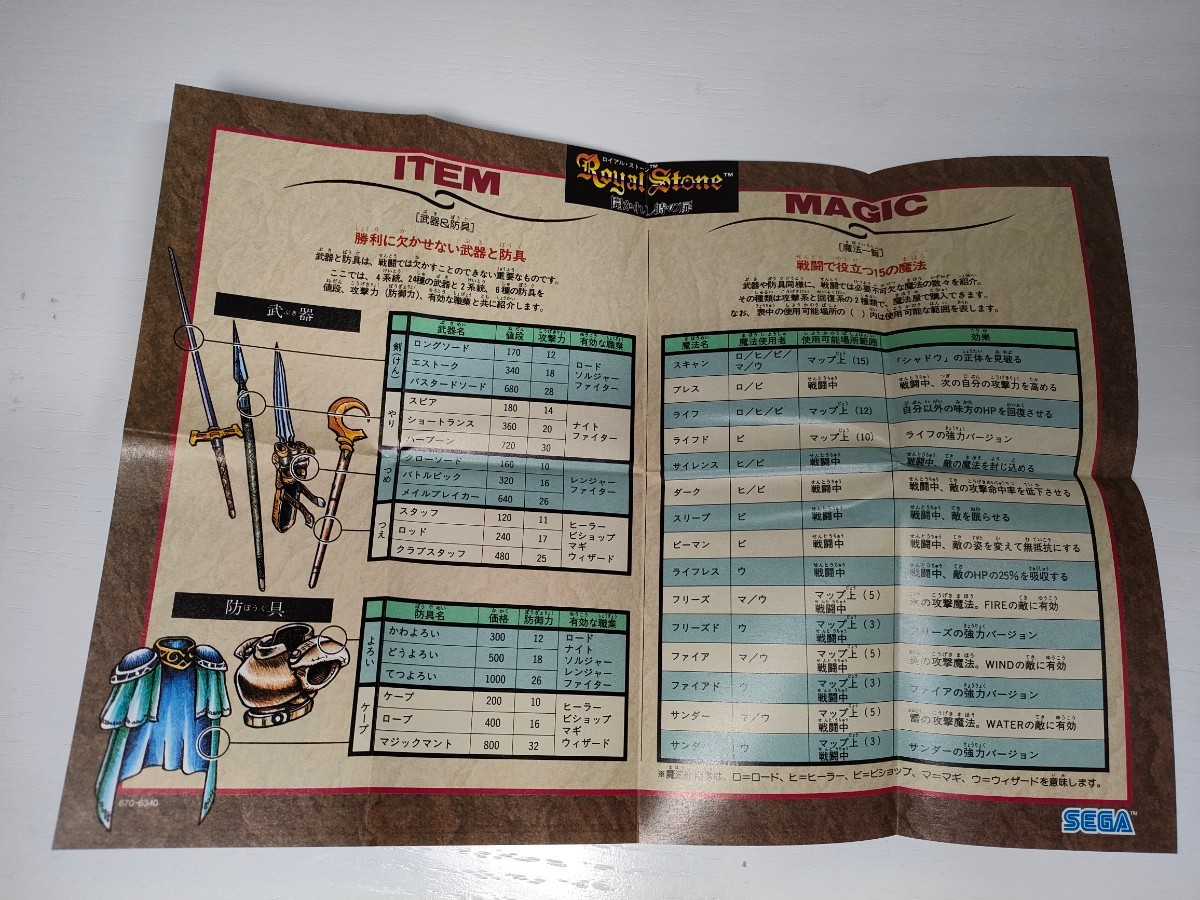 ロイアル・ストーン™
Royal Stone™
開かれし時の扉
ITEM
[武器&防具]
勝利に欠かせない武器と防具
武器と防具は、戦闘では欠かすことのできない重要なものです。
ここでは、4系統、24種の武器と2系統、6種の防具を
値段、攻撃力(防御力)、有効な職業と共に紹介します。
武ぶき器
武器名 値段 攻撃力 有効な職業
剣(けん)
ロングソード 170 12
エストーク 340 18
バスタードソード 680 28
ロード
ソルジャー
ファイター
やり
スピア 180 14
ショートランス 360 20
ハープーン 720 30
ナイト
ファイター
つめ
クローソード 160 10
バトルピック 320 16
メイルブレイカー 640 26
レンジャー
ファイター
つえ
スタッフ 120 11
ロッド 240 17
クラブスタッフ 480 25
ヒーラー
ビショップ
マギ
ウィザード
防ぼうぐ具
防具名 価格 防御力 有効な職業
よろい
かわよろい 300 12
どうよろい 500 18
てつよろい 1000 26
ロード
ナイト
ソルジャー
レンジャー
ファイター
ケープ
ケープ 200 10
ローブ 400 16
マジックマント 800 32
ヒーラー
ビショップ
マギ
ウィザード
670-6340
MAGIC
[魔法一覧]
戦闘で役立つ15の魔法
武器や防具同様に、戦闘では必要不可欠な魔法の数々を紹介。
その種類は攻撃系と回復系の2種類で、魔法屋で購入できます。
なお、表中の使用可能場所の( )内は使用可能な範囲を表します。
魔法名 魔法使用者 使用可能場所範囲 効果
スキャン ロ/ヒ/ビ/マ/ウ マップ上(15) 「シャドウ」の正体を見破る
ブレス ロ/ビ 戦闘中 戦闘中、次の自分の攻撃力を高める
ライフ ロ/ヒ/ビ マップ上(12) 自分以外の味方のHPを回復させる
ライフド ビ マップ上(10) ライフの強力バージョン
サイレンス ヒ/ビ 戦闘中 戦闘中、敵の魔法を封じ込める
ダーク ヒ/ビ 戦闘中 戦闘中、敵の攻撃命中率を低下させる
スリープ ビ 戦闘中 戦闘中、敵を眠らせる
ピーマン ビ 戦闘中 戦闘中、敵の姿を変えて無抵抗にする
ライフレス ウ 戦闘中 戦闘中、敵のHPの25%を吸収する
フリーズ マ/ウ マップ上(5) 戦闘中 氷の攻撃魔法。FIREの敵に有効
フリーズド ウ マップ上(3) 戦闘中 フリーズの強力バージョン
ファイア マ/ウ マップ上(5) 戦闘中 炎の攻撃魔法。WINDの敵に有効
ファイアド ウ マップ上(3) 戦闘中 ファイアの強力バージョン
サンダー マ/ウ マップ上(5) 戦闘中 雷の攻撃魔法。WATERの敵に有効
サンダ ウ マップ上(3) 戦闘中 サンダーの強力バージョン
ロ=ロード、ヒ=ヒーラー、ビ=ビショップ、マ=マギ、ウ=ウィザードを意味します。
SEGA™